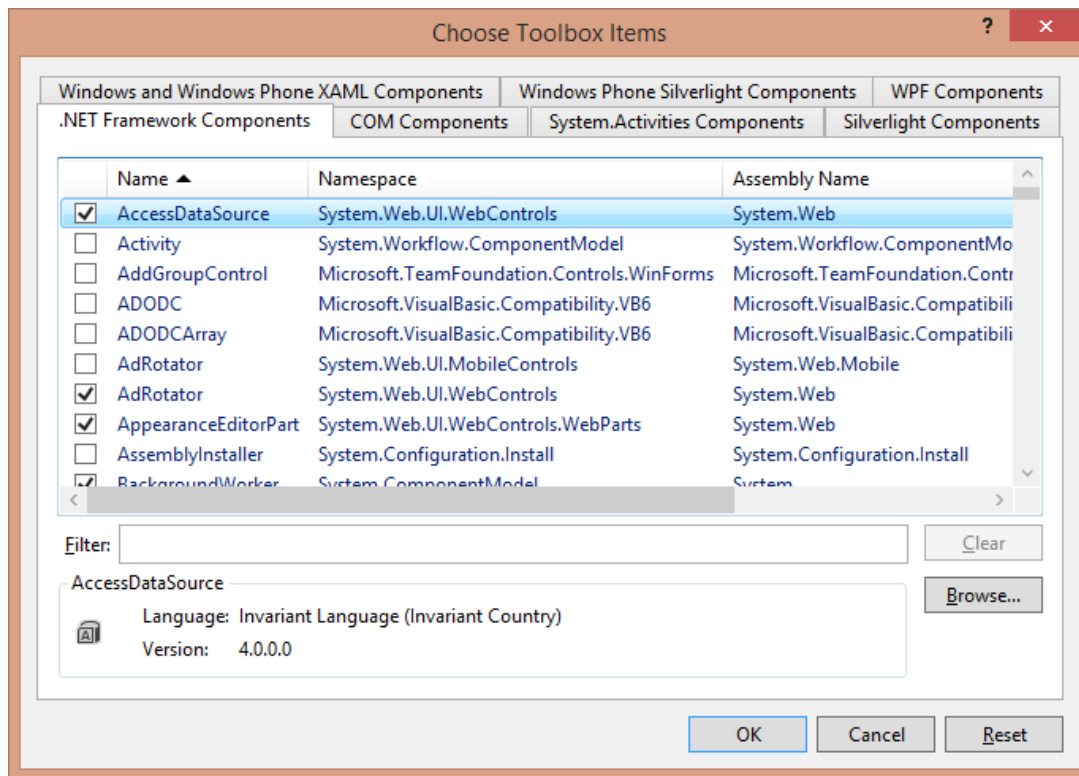 Choose Toolbox Items
?
Windows and Windows Phone XAML Components Windows Phone Silverlight Components WPF Components
.NET Framework Components COM Components System.Activities Components Silverlight Components
Name Namespace Assembly Name
AccessDataSource System.Web.UI.WebControls System.Web
Activity System.Workflow.ComponentModel System.Workflow.ComponentMo
AddGroupControl Microsoft.TeamFoundation.Controls.WinForms Microsoft.TeamFoundation.Contr
ADODC Microsoft.VisualBasic.Compatibility.VB6 Microsoft.VisualBasic.Compatibili
ADODCArray Microsoft.VisualBasic.Compatibility.VB6 Microsoft.VisualBasic.Compatibili
AdRotator System.Web.UI.MobileControls System.Web.Mobile
AdRotator System.Web.UI.WebControls System.Web
AppearanceEditorPart System.Web.UI.WebControls.WebParts System.Web
AssemblyInstaller System.Configuration.Install System.Configuration.Install
BackgroundWorker System.ComponentModel System
Filter: Clear
AccessDataSource
Browse...
Language: Invariant Language (Invariant Country)
A
Version: 4.0.0.0
OK Cancel Reset